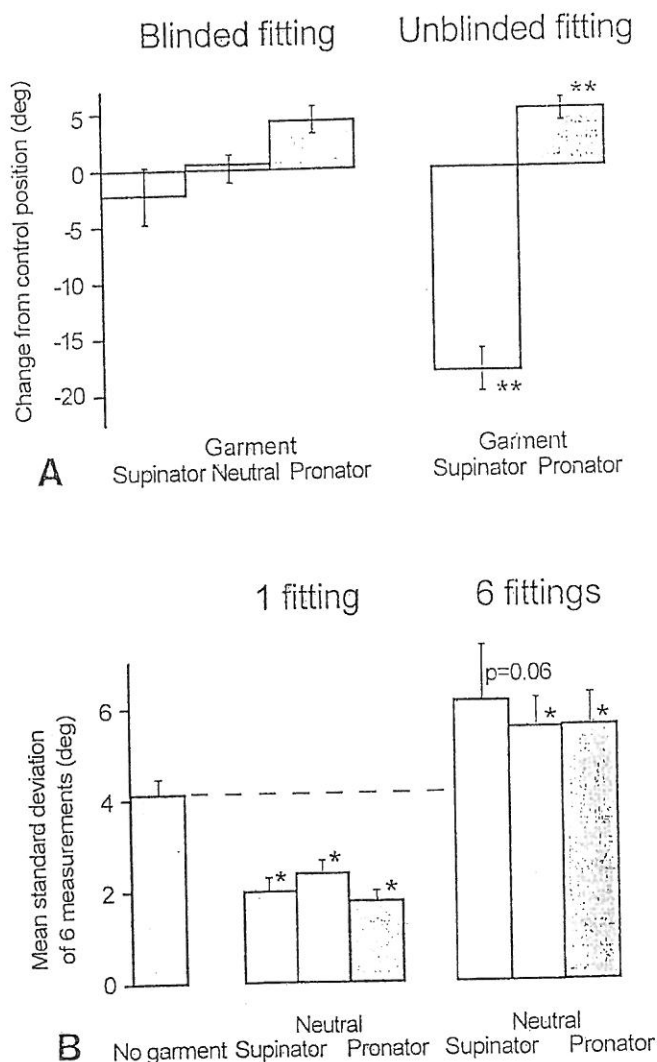 Blinded fitting Unblinded fitting
Change from control position (deg)
5
0
-5
-10
-15
-20
**
**
Garment
Supinator Neutral Pronator
Garment
Supinator Pronator
A
1 fitting 6 fittings
Mean standard deviation
of 6 measurements (deg)
6
4
2
0
*
*
*
p=0.06
*
*
Neutral
No garment Supinator Pronator
Neutral
Supinator Pronator
B